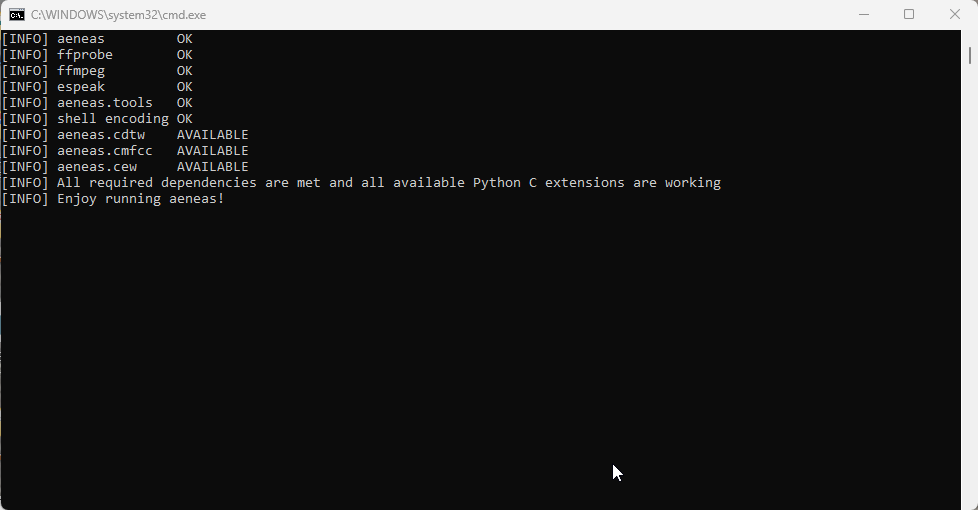 C:\WINDOWS\system32\cmd.exe
[INFO] aeneas         OK
[INFO] ffprobe        OK
[INFO] ffmpeg         OK
[INFO] espeak         OK
[INFO] aeneas.tools   OK
[INFO] shell encoding OK
[INFO] aeneas.cdtw    AVAILABLE
[INFO] aeneas.cmfcc   AVAILABLE
[INFO] aeneas.cew     AVAILABLE
[INFO] All required dependencies are met and all available Python C extensions are working
[INFO] Enjoy running aeneas!